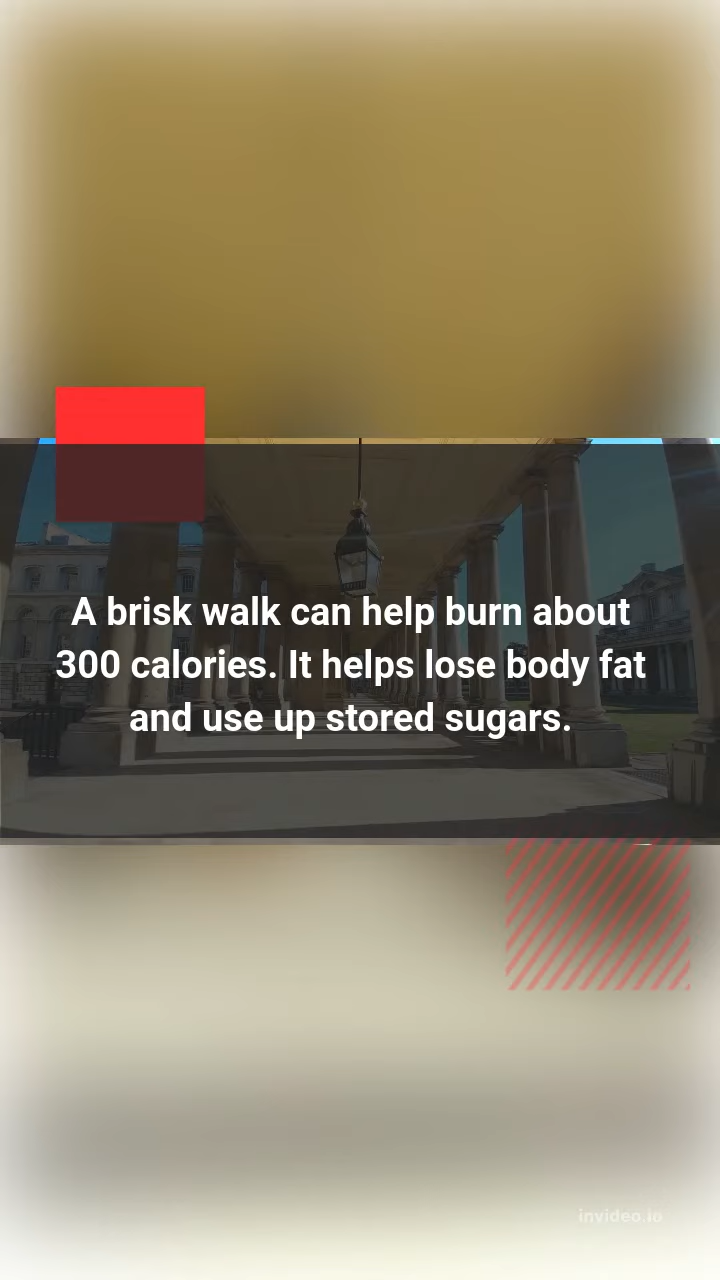 A brisk walk can help burn about
300 calories. It helps lose body fat
and use up stored sugars.
invideo.io